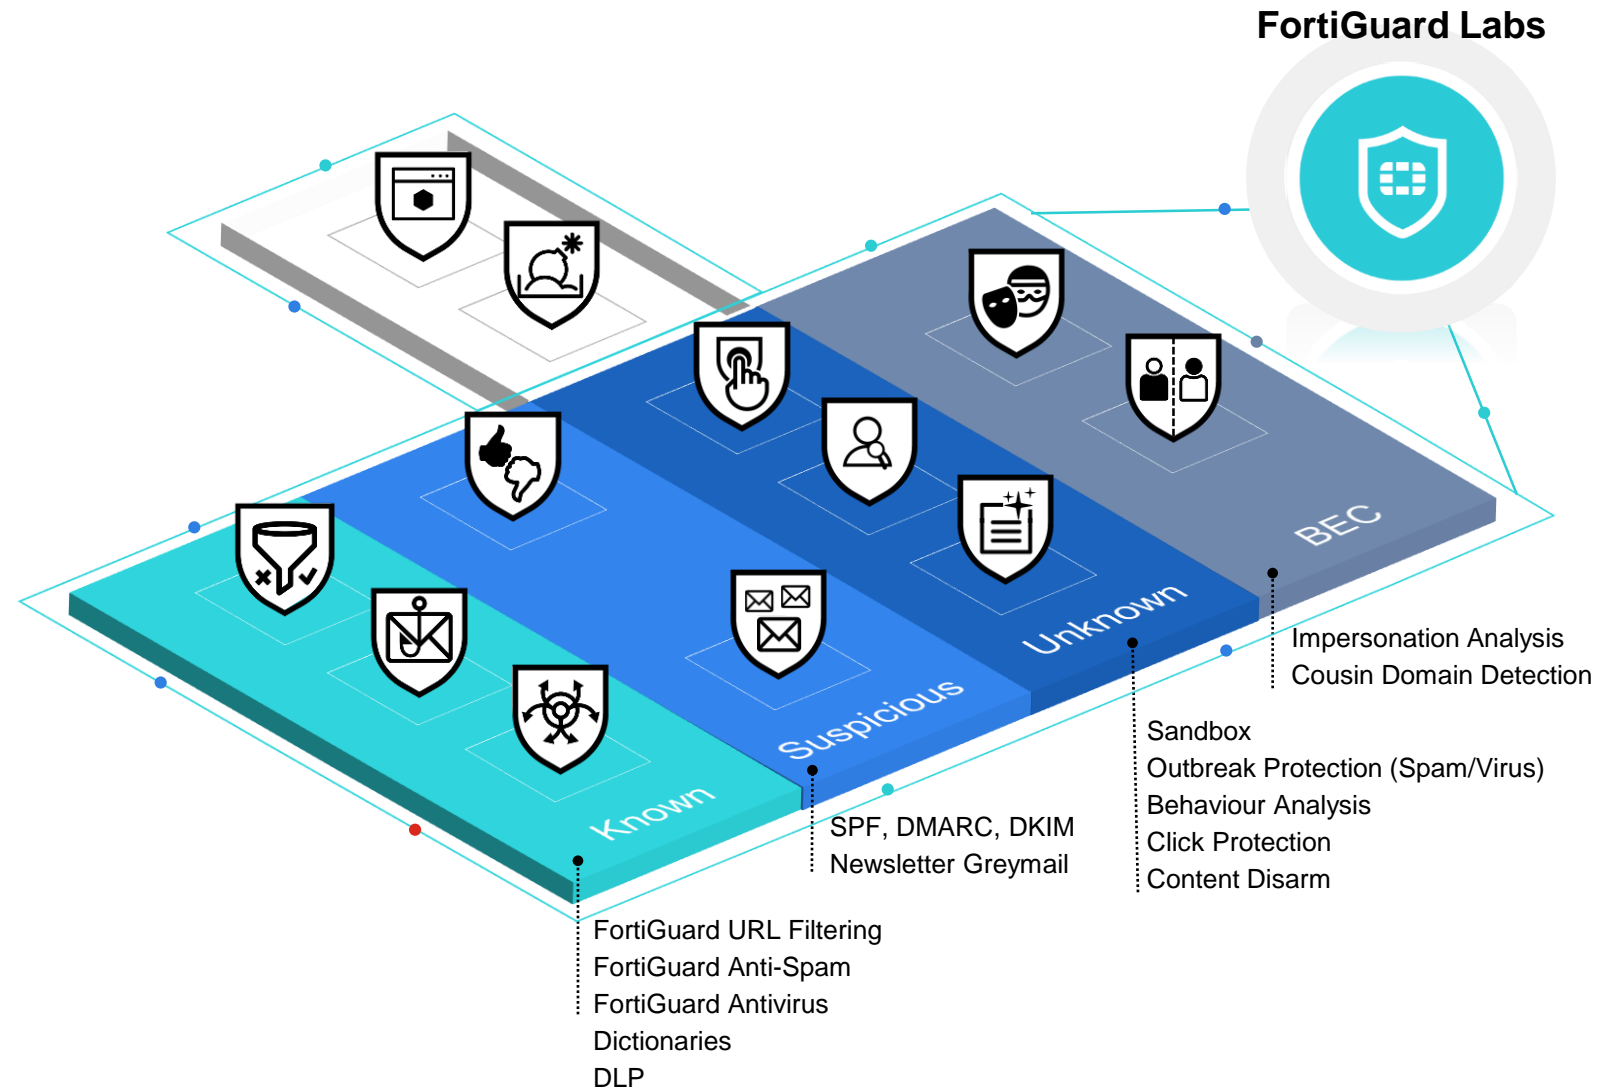 FortiGuard Labs
BEC
Unknown
Suspicious
Known
Impersonation Analysis
Cousin Domain Detection
Sandbox
Outbreak Protection (Spam/Virus)
Behaviour Analysis
Click Protection
Content Disarm
SPF, DMARC, DKIM
Newsletter Greymail
FortiGuard URL Filtering
FortiGuard Anti-Spam
FortiGuard Antivirus
Dictionaries
DLP